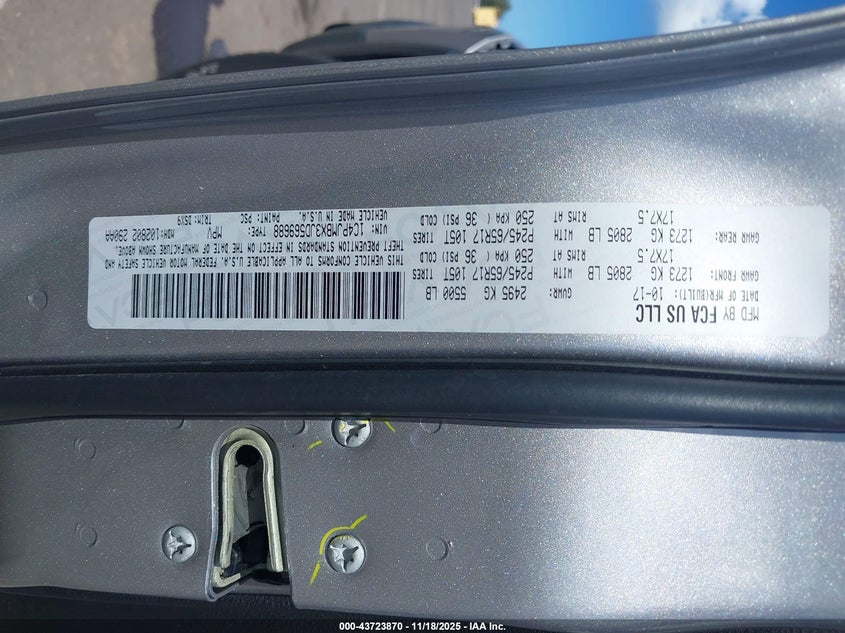 MFD BY FCA US LLC
DATE OF MFR(BUILT): 10-17 GVWR: 2495 KG 5500 LB
GAWR FRONT: 1273 KG 2805 LB WITH P245/65R17 105T TIRES 17X7.5 RIMS AT 250 KPA ( 36 PSI) COLD
GAWR REAR: 1273 KG 2805 LB WITH P245/65R17 105T TIRES 17X7.5 RIMS AT 250 KPA ( 36 PSI) COLD
THIS VEHICLE CONFORMS TO ALL APPLICABLE U.S.A. FEDERAL MOTOR VEHICLE SAFETY AND
THEFT PREVENTION STANDARDS IN EFFECT ON THE DATE OF MANUFACTURE SHOWN ABOVE.
VIN: 1C4PJMBX3JD569688 TYPE: MPV MDH:102802 290AA
VEHICLE MADE IN U.S.A. PAINT: PSC TRIM: D5X9
000-43723870 - 11/18/2025 - IAA Inc.